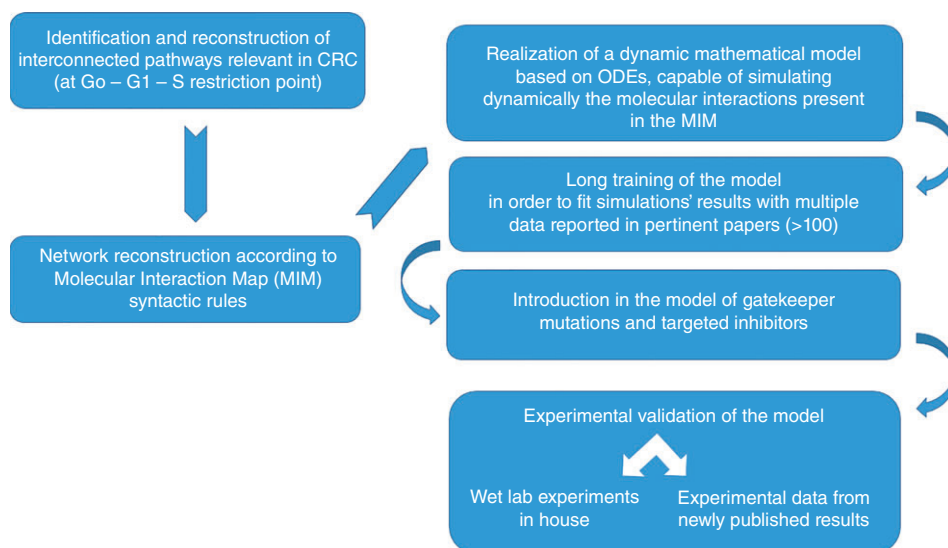 Identification and reconstruction of
interconnected pathways relevant in CRC
(at Go – G1 – S restriction point)
Network reconstruction according to
Molecular Interaction Map (MIM)
syntactic rules
Realization of a dynamic mathematical model
based on ODEs, capable of simulating
dynamically the molecular interactions present
in the MIM
Long training of the model
in order to fit simulations' results with multiple
data reported in pertinent papers (>100)
Introduction in the model of gatekeeper
mutations and targeted inhibitors
Experimental validation of the model
Wet lab experiments
in house
Experimental data from
newly published results